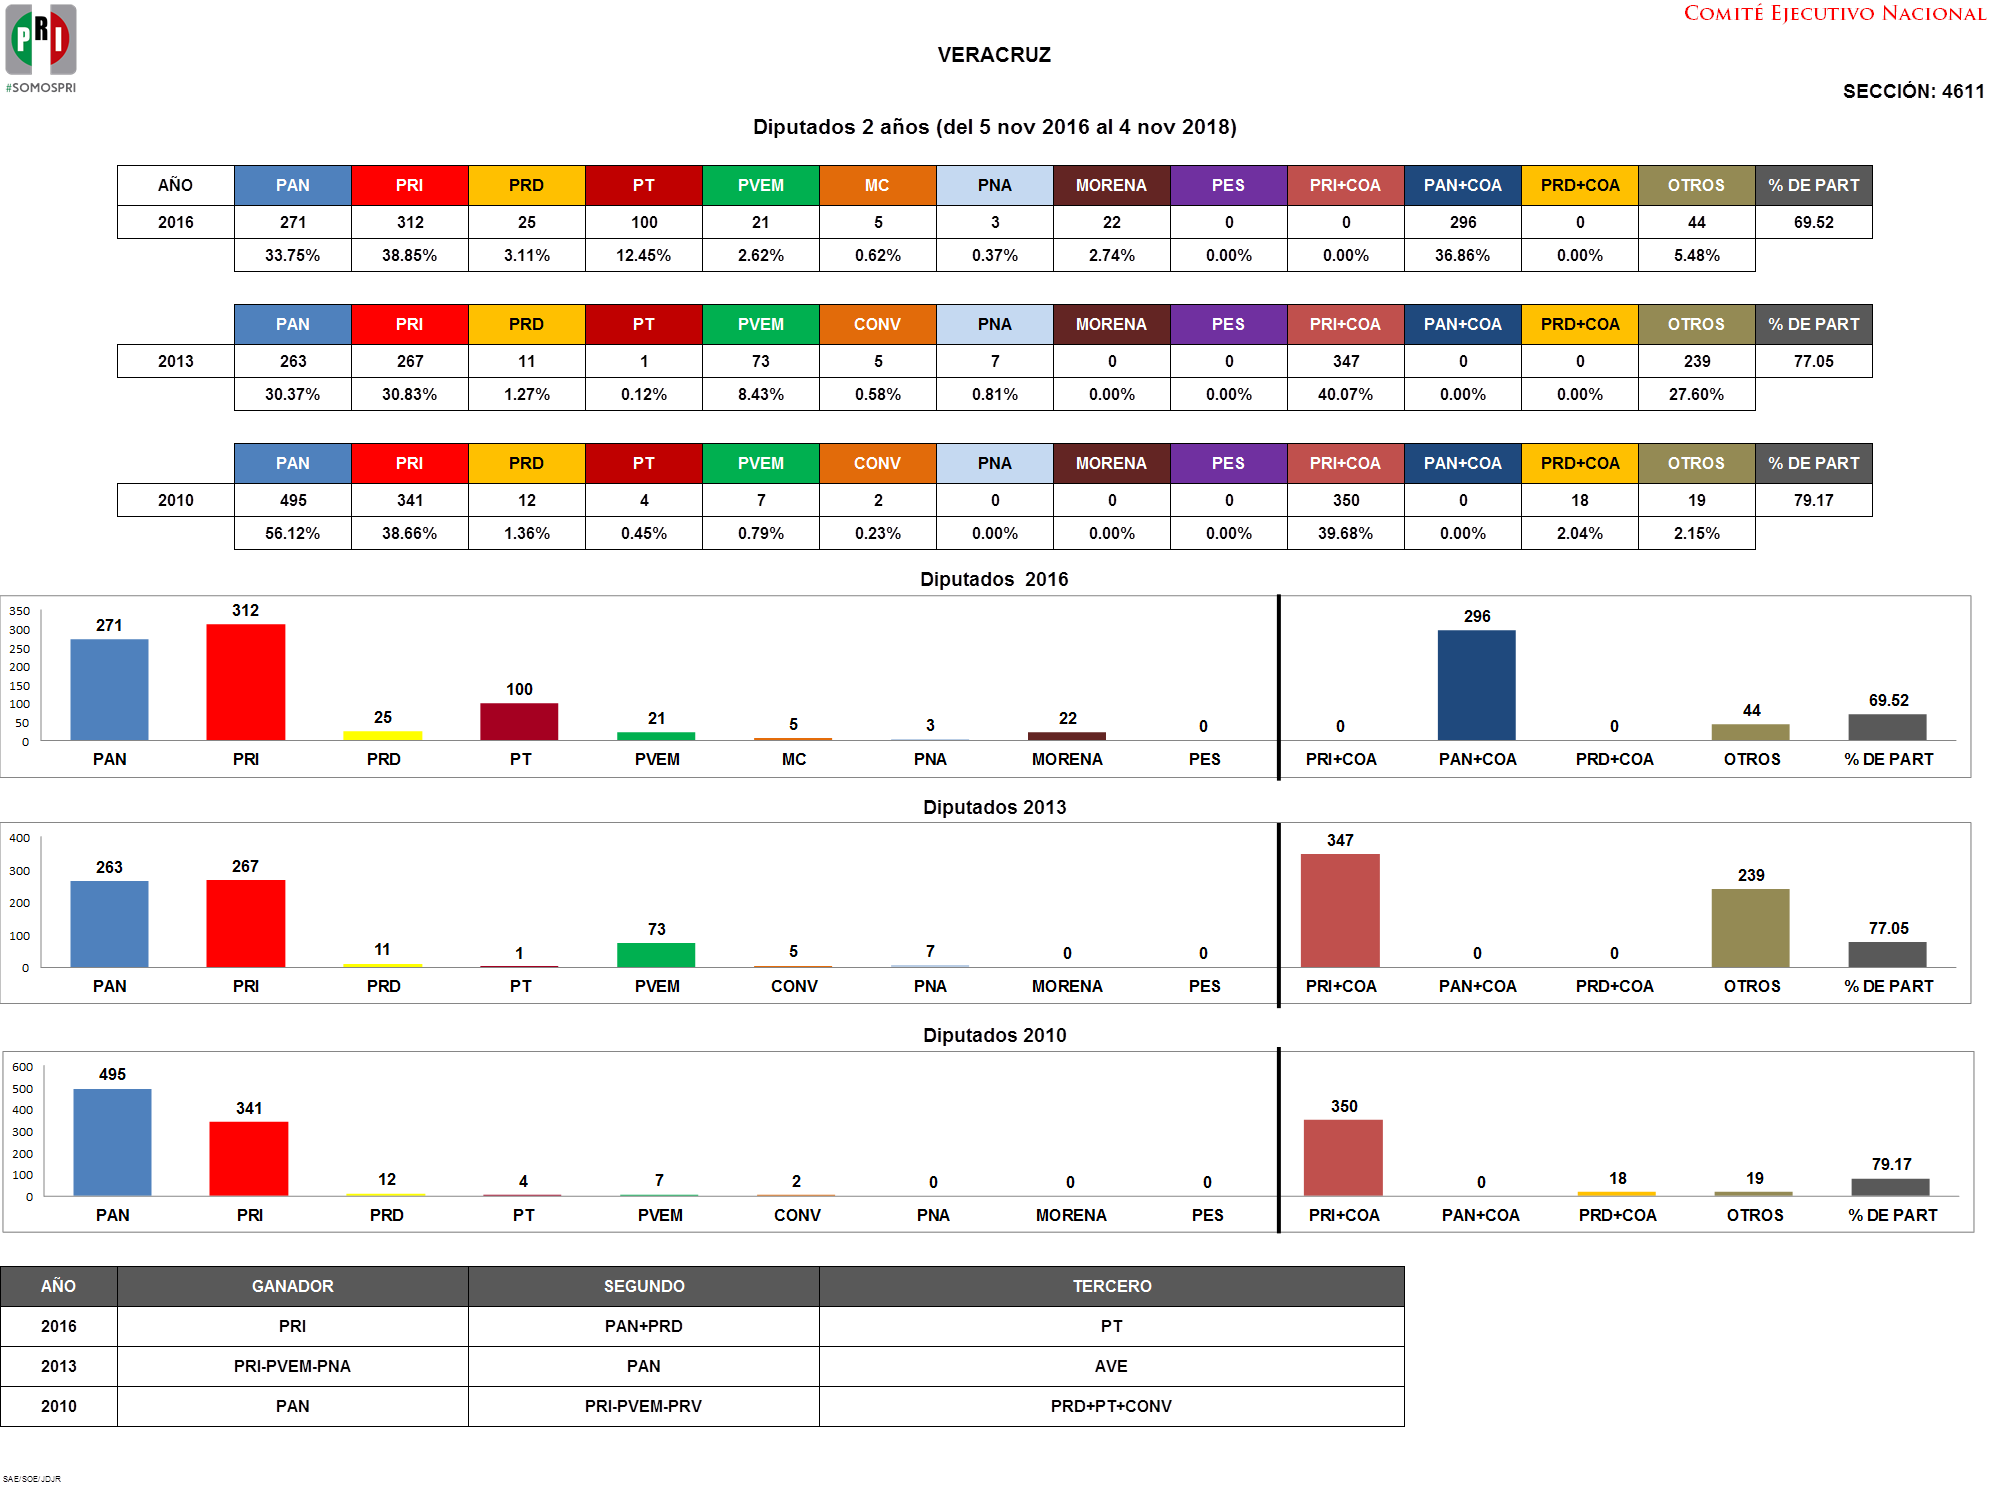 COMITÉ EJECUTIVO NACIONAL
PRI
#SOMOSPRI
VERACRUZ
SECCIÓN: 4611
Diputados 2 años (del 5 nov 2016 al 4 nov 2018)
AÑO PAN PRI PRD PT PVEM MC PNA MORENA PES PRI+COA PAN+COA PRD+COA OTROS % DE PART
2016 271 312 25 100 21 5 3 22 0 0 296 0 44 69.52
33.75% 38.85% 3.11% 12.45% 2.62% 0.62% 0.37% 2.74% 0.00% 0.00% 36.86% 0.00% 5.48%
PAN PRI PRD PT PVEM CONV PNA MORENA PES PRI+COA PAN+COA PRD+COA OTROS % DE PART
2013 263 267 11 1 73 5 7 0 0 347 0 0 239 77.05
30.37% 30.83% 1.27% 0.12% 8.43% 0.58% 0.81% 0.00% 0.00% 40.07% 0.00% 0.00% 27.60%
PAN PRI PRD PT PVEM CONV PNA MORENA PES PRI+COA PAN+COA PRD+COA OTROS % DE PART
2010 495 341 12 4 7 2 0 0 0 350 0 18 19 79.17
56.12% 38.66% 1.36% 0.45% 0.79% 0.23% 0.00% 0.00% 0.00% 39.68% 0.00% 2.04% 2.15%
Diputados 2016
350
300
250
200
150
100
50
0
271 312 25 100 21 5 3 22 0 0 296 0 44 69.52
PAN PRI PRD PT PVEM MC PNA MORENA PES PRI+COA PAN+COA PRD+COA OTROS % DE PART
Diputados 2013
400
300
200
100
0
263 267 11 1 73 5 7 0 0 347 0 0 239 77.05
PAN PRI PRD PT PVEM CONV PNA MORENA PES PRI+COA PAN+COA PRD+COA OTROS % DE PART
Diputados 2010
600
500
400
300
200
100
0
495 341 12 4 7 2 0 0 0 350 0 18 19 79.17
PAN PRI PRD PT PVEM CONV PNA MORENA PES PRI+COA PAN+COA PRD+COA OTROS % DE PART
AÑO GANADOR SEGUNDO TERCERO
2016 PRI PAN+PRD PT
2013 PRI-PVEM-PNA PAN AVE
2010 PAN PRI-PVEM-PRV PRD+PT+CONV
SAE/SOE/JDJR